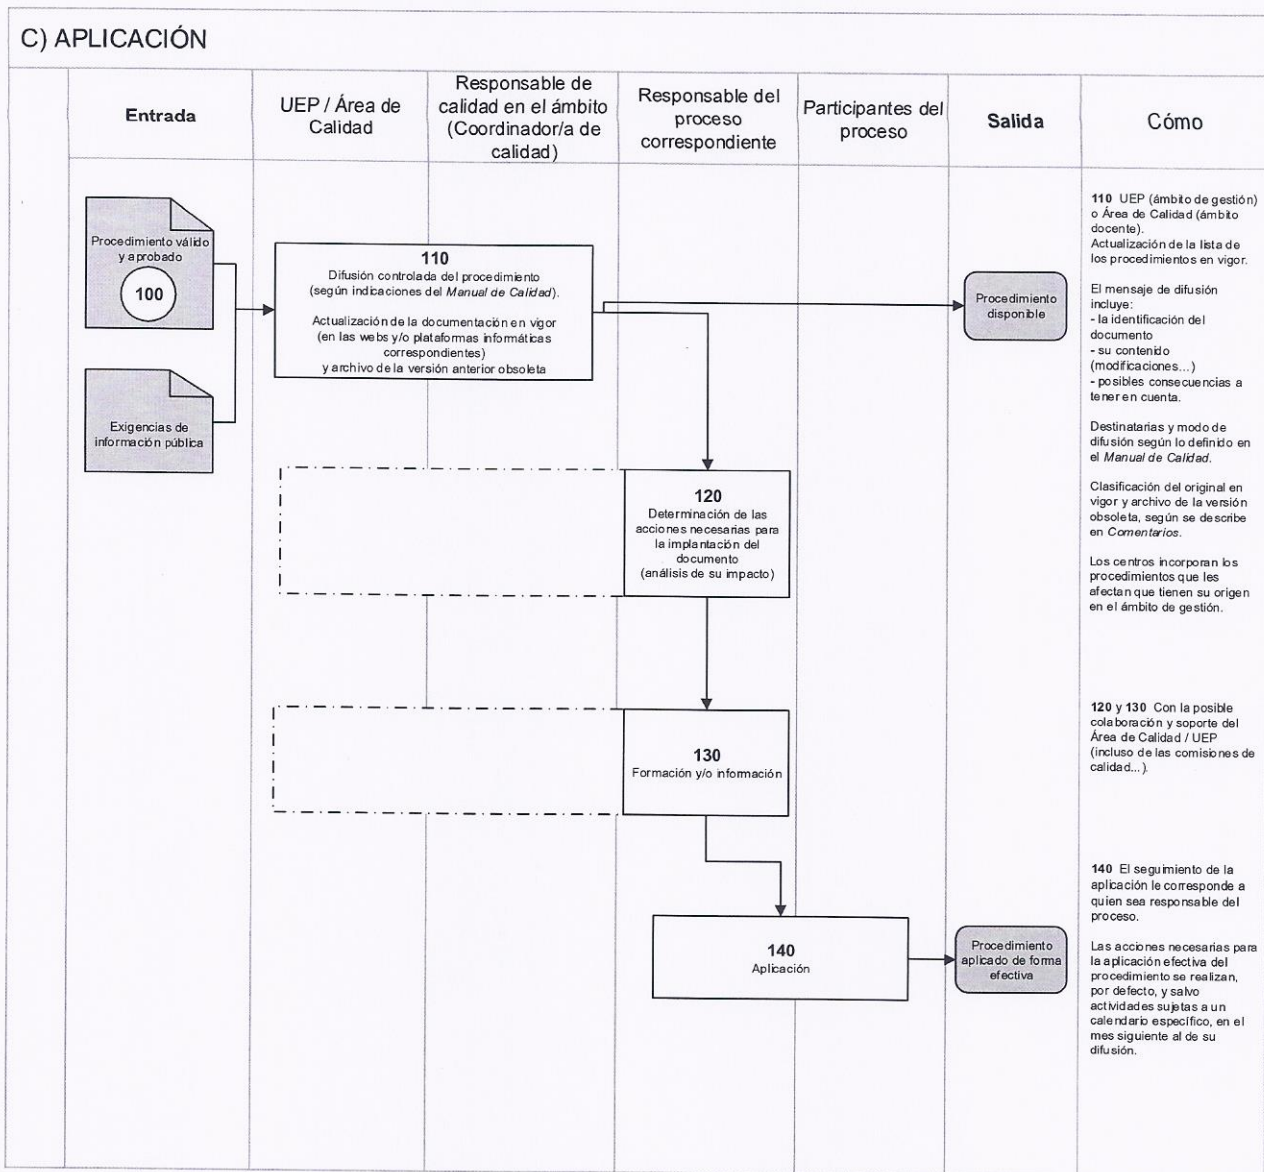 C) APLICACIÓN
Entrada
UEP / Área de
Calidad
Responsable de
calidad en el ámbito
(Coordinador/a de
calidad)
Responsable del
proceso
correspondiente
Participantes del
proceso
Salida
Cómo
Procedimiento válido
y aprobado
100
Exigencias de
información pública
110
Difusión controlada del procedimiento
(según indicaciones del Manual de Calidad).
Actualización de la documentación en vigor
(en las webs y/o plataformas informáticas
correspondientes)
y archivo de la versión anterior obsoleta
Procedimiento
disponible
120
Determinación de las
acciones necesarias para
la implantación del
documento
(análisis de su impacto)
130
Formación y/o información
140
Aplicación
Procedimiento
aplicado de forma
efectiva
110 UEP (ámbito de gestión)
o Área de Calidad (ámbito
docente).
Actualización de la lista de
los procedimientos en vigor.
El mensaje de difusión
incluye:
- la identificación del
documento
- su contenido
(modificaciones...)
- posibles consecuencias a
tener en cuenta.
Destinatarias y modo de
difusión según lo definido en
el Manual de Calidad.
Clasificación del original en
vigor y archivo de la versión
obsoleta, según se describe
en Comentarios.
Los centros incorporan los
procedimientos que les
afectan que tienen su origen
en el ámbito de gestión.
120 y 130 Con la posible
colaboración y soporte del
Área de Calidad / UEP
(incluso de las comisiones de
calidad...).
140 El seguimiento de la
aplicación le corresponde a
quien sea responsable del
proceso.
Las acciones necesarias para
la aplicación efectiva del
procedimiento se realizan,
por defecto, y salvo
actividades sujetas a un
calendario específico, en el
mes siguiente al de su
difusión.